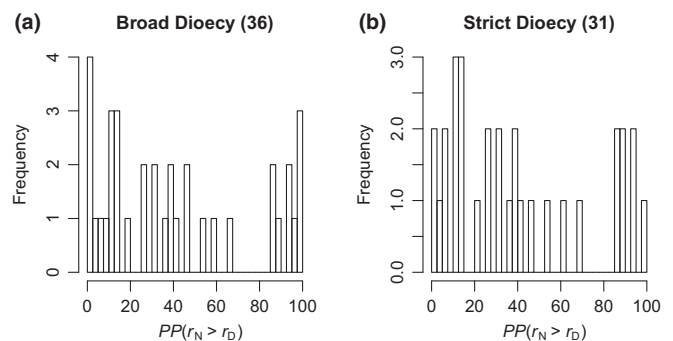 (a) Broad Dioecy (36)
Frequency
0 1 2 3 4
0 20 40 60 80 100
PP(rN > rD)
(b) Strict Dioecy (31)
Frequency
0.0 1.0 2.0 3.0
0 20 40 60 80 100
PP(rN > rD)